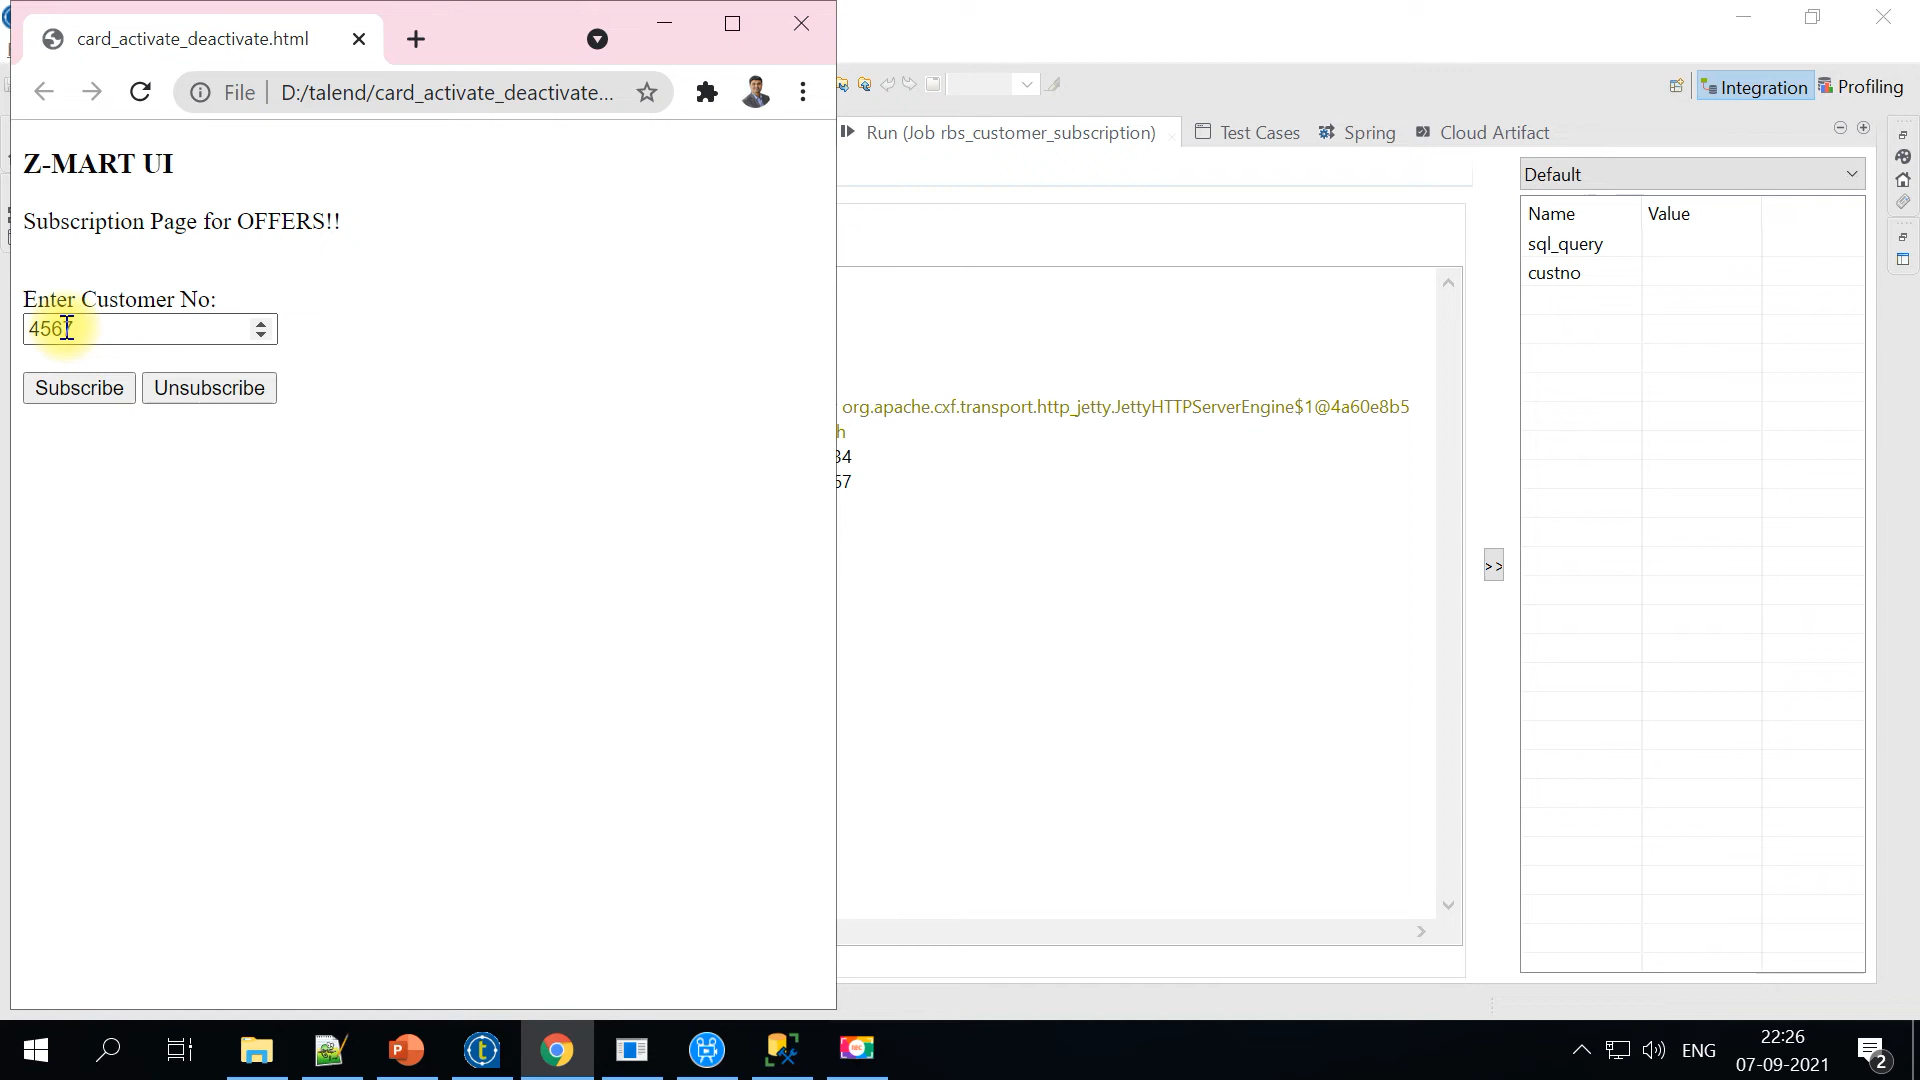 card_activate_deactivate.html
File
D:/talend/card_activate_deactivate...
Z-MART UI
Subscription Page for OFFERS!!
Enter Customer No:
4567
Subscribe
Unsubscribe
Integration
Profiling
Run (Job rbs_customer_subscription)
Test Cases
Spring
Cloud Artifact
org.apache.cxf.transport.http_jetty.JettyHTTPServerEngine$1@4a60e8b5
h
34
57
>>
Default
Name Value
sql_query
custno
ENG
22:26
07-09-2021
2